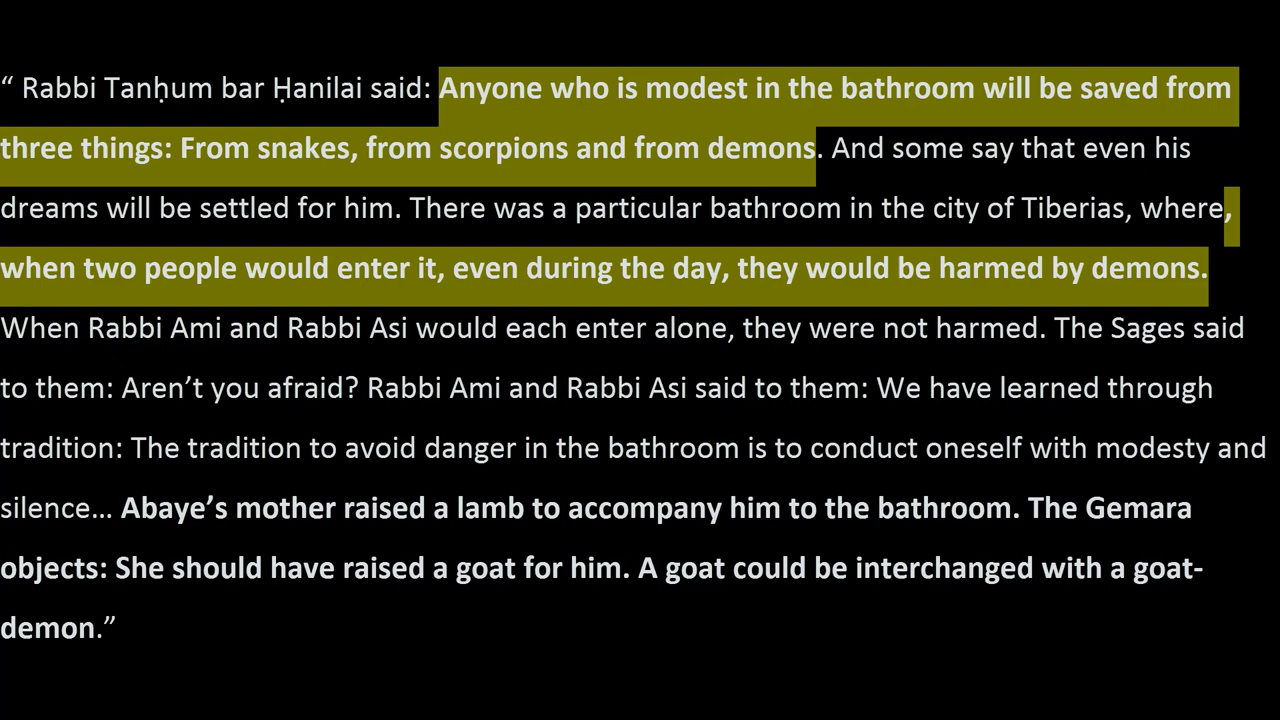 “ Rabbi Tanḥum bar Ḥanilai said: Anyone who is modest in the bathroom will be saved from
three things: From snakes, from scorpions and from demons. And some say that even his
dreams will be settled for him. There was a particular bathroom in the city of Tiberias, where,
when two people would enter it, even during the day, they would be harmed by demons.
When Rabbi Ami and Rabbi Asi would each enter alone, they were not harmed. The Sages said
to them: Aren’t you afraid? Rabbi Ami and Rabbi Asi said to them: We have learned through
tradition: The tradition to avoid danger in the bathroom is to conduct oneself with modesty and
silence… Abaye’s mother raised a lamb to accompany him to the bathroom. The Gemara
objects: She should have raised a goat for him. A goat could be interchanged with a goat-
demon.”